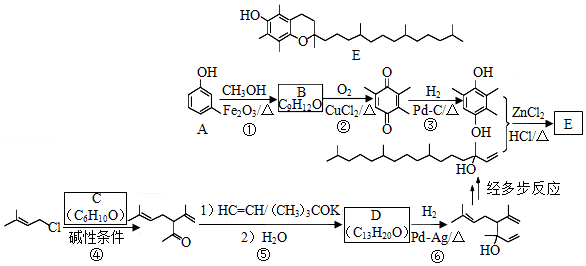 HO
O
E
OH
A
CH₃OH
Fe₂O₃/△
①
B
C₉H₁₂O
O₂
CuCl₂/△
②
O
O
H₂
Pd-C/△
③
OH
OH
HO
ZnCl₂
HCl/△
E
经多步反应
Cl
C
(C₆H₁₀O)
碱性条件
④
O
1) HC=CH/ (CH₃)₃COK
2) H₂O
⑤
D
(C₁₃H₂₀O)
H₂
Pd-Ag/△
⑥
HO